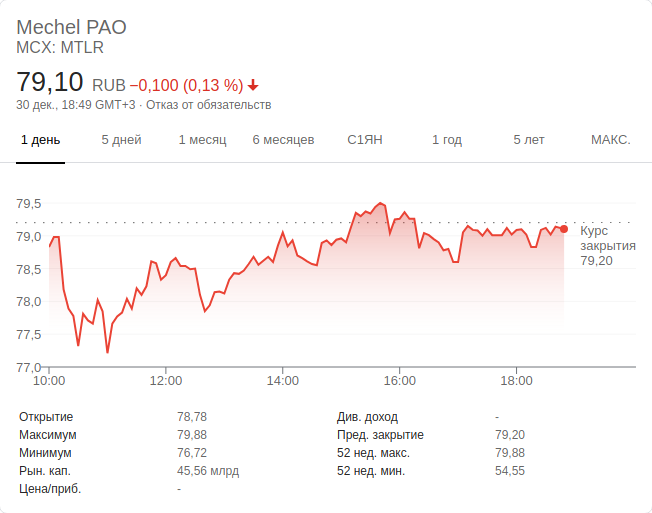 Mechel PAO
MCX: MTLR
79,10 RUB −0,100 (0,13 %)
30 дек., 18:49 GMT+3 · Отказ от обязательств
1 день 5 дней 1 месяц 6 месяцев С1ЯН 1 год 5 лет МАКС.
79,5
79,0
78,5
78,0
77,5
77,0
Курс
закрытия
79,20
10:00 12:00 14:00 16:00 18:00
Открытие 78,78 Див. доход -
Максимум 79,88 Пред. закрытие 79,20
Минимум 76,72 52 нед. макс. 79,88
Рын. кап. 45,56 млрд 52 нед. мин. 54,55
Цена/приб. -